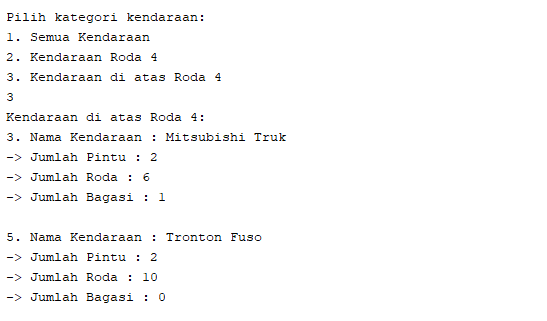 Pilih kategori kendaraan:
1. Semua Kendaraan
2. Kendaraan Roda 4
3. Kendaraan di atas Roda 4
3
Kendaraan di atas Roda 4:
3. Nama Kendaraan : Mitsubishi Truk
-> Jumlah Pintu : 2
-> Jumlah Roda : 6
-> Jumlah Bagasi : 1

5. Nama Kendaraan : Tronton Fuso
-> Jumlah Pintu : 2
-> Jumlah Roda : 10
-> Jumlah Bagasi : 0